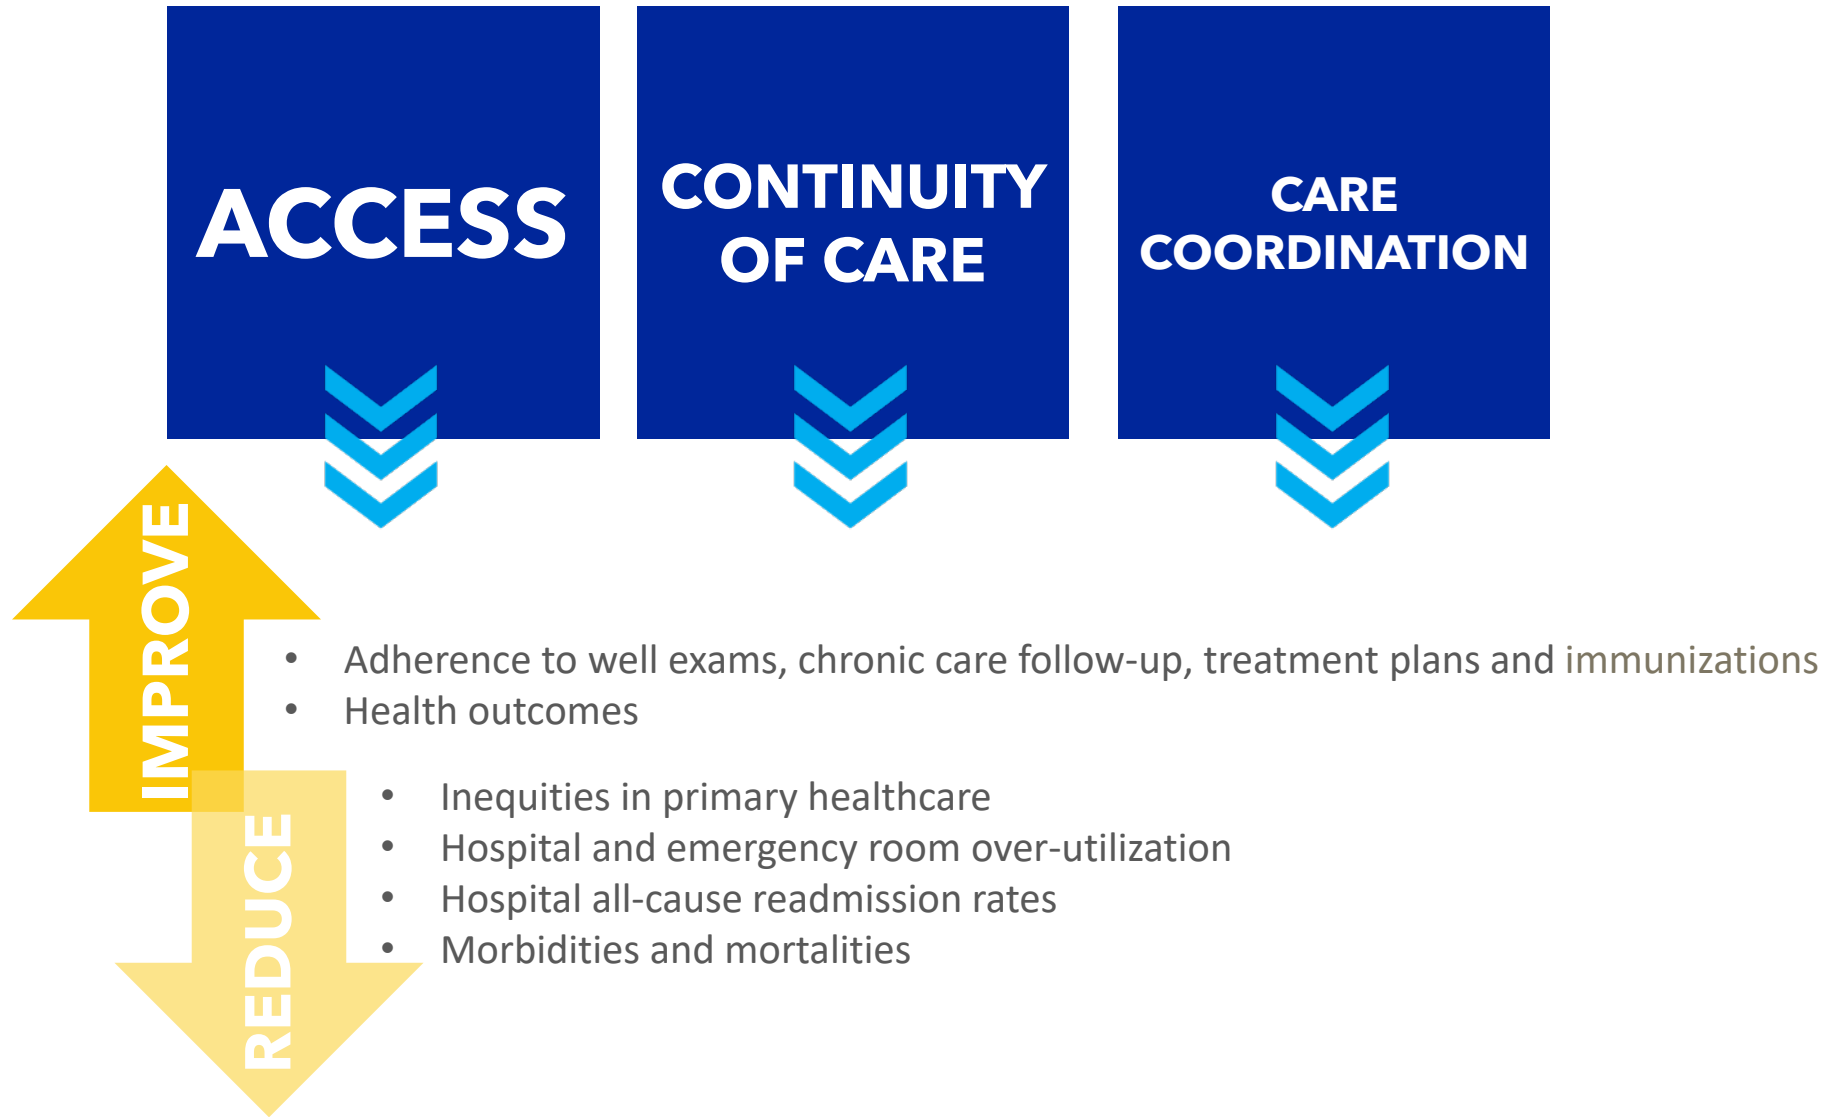 ACCESS
CONTINUITY
OF CARE
CARE
COORDINATION
IMPROVE
• Adherence to well exams, chronic care follow-up, treatment plans and immunizations
• Health outcomes
REDUCE
• Inequities in primary healthcare
• Hospital and emergency room over-utilization
• Hospital all-cause readmission rates
• Morbidities and mortalities